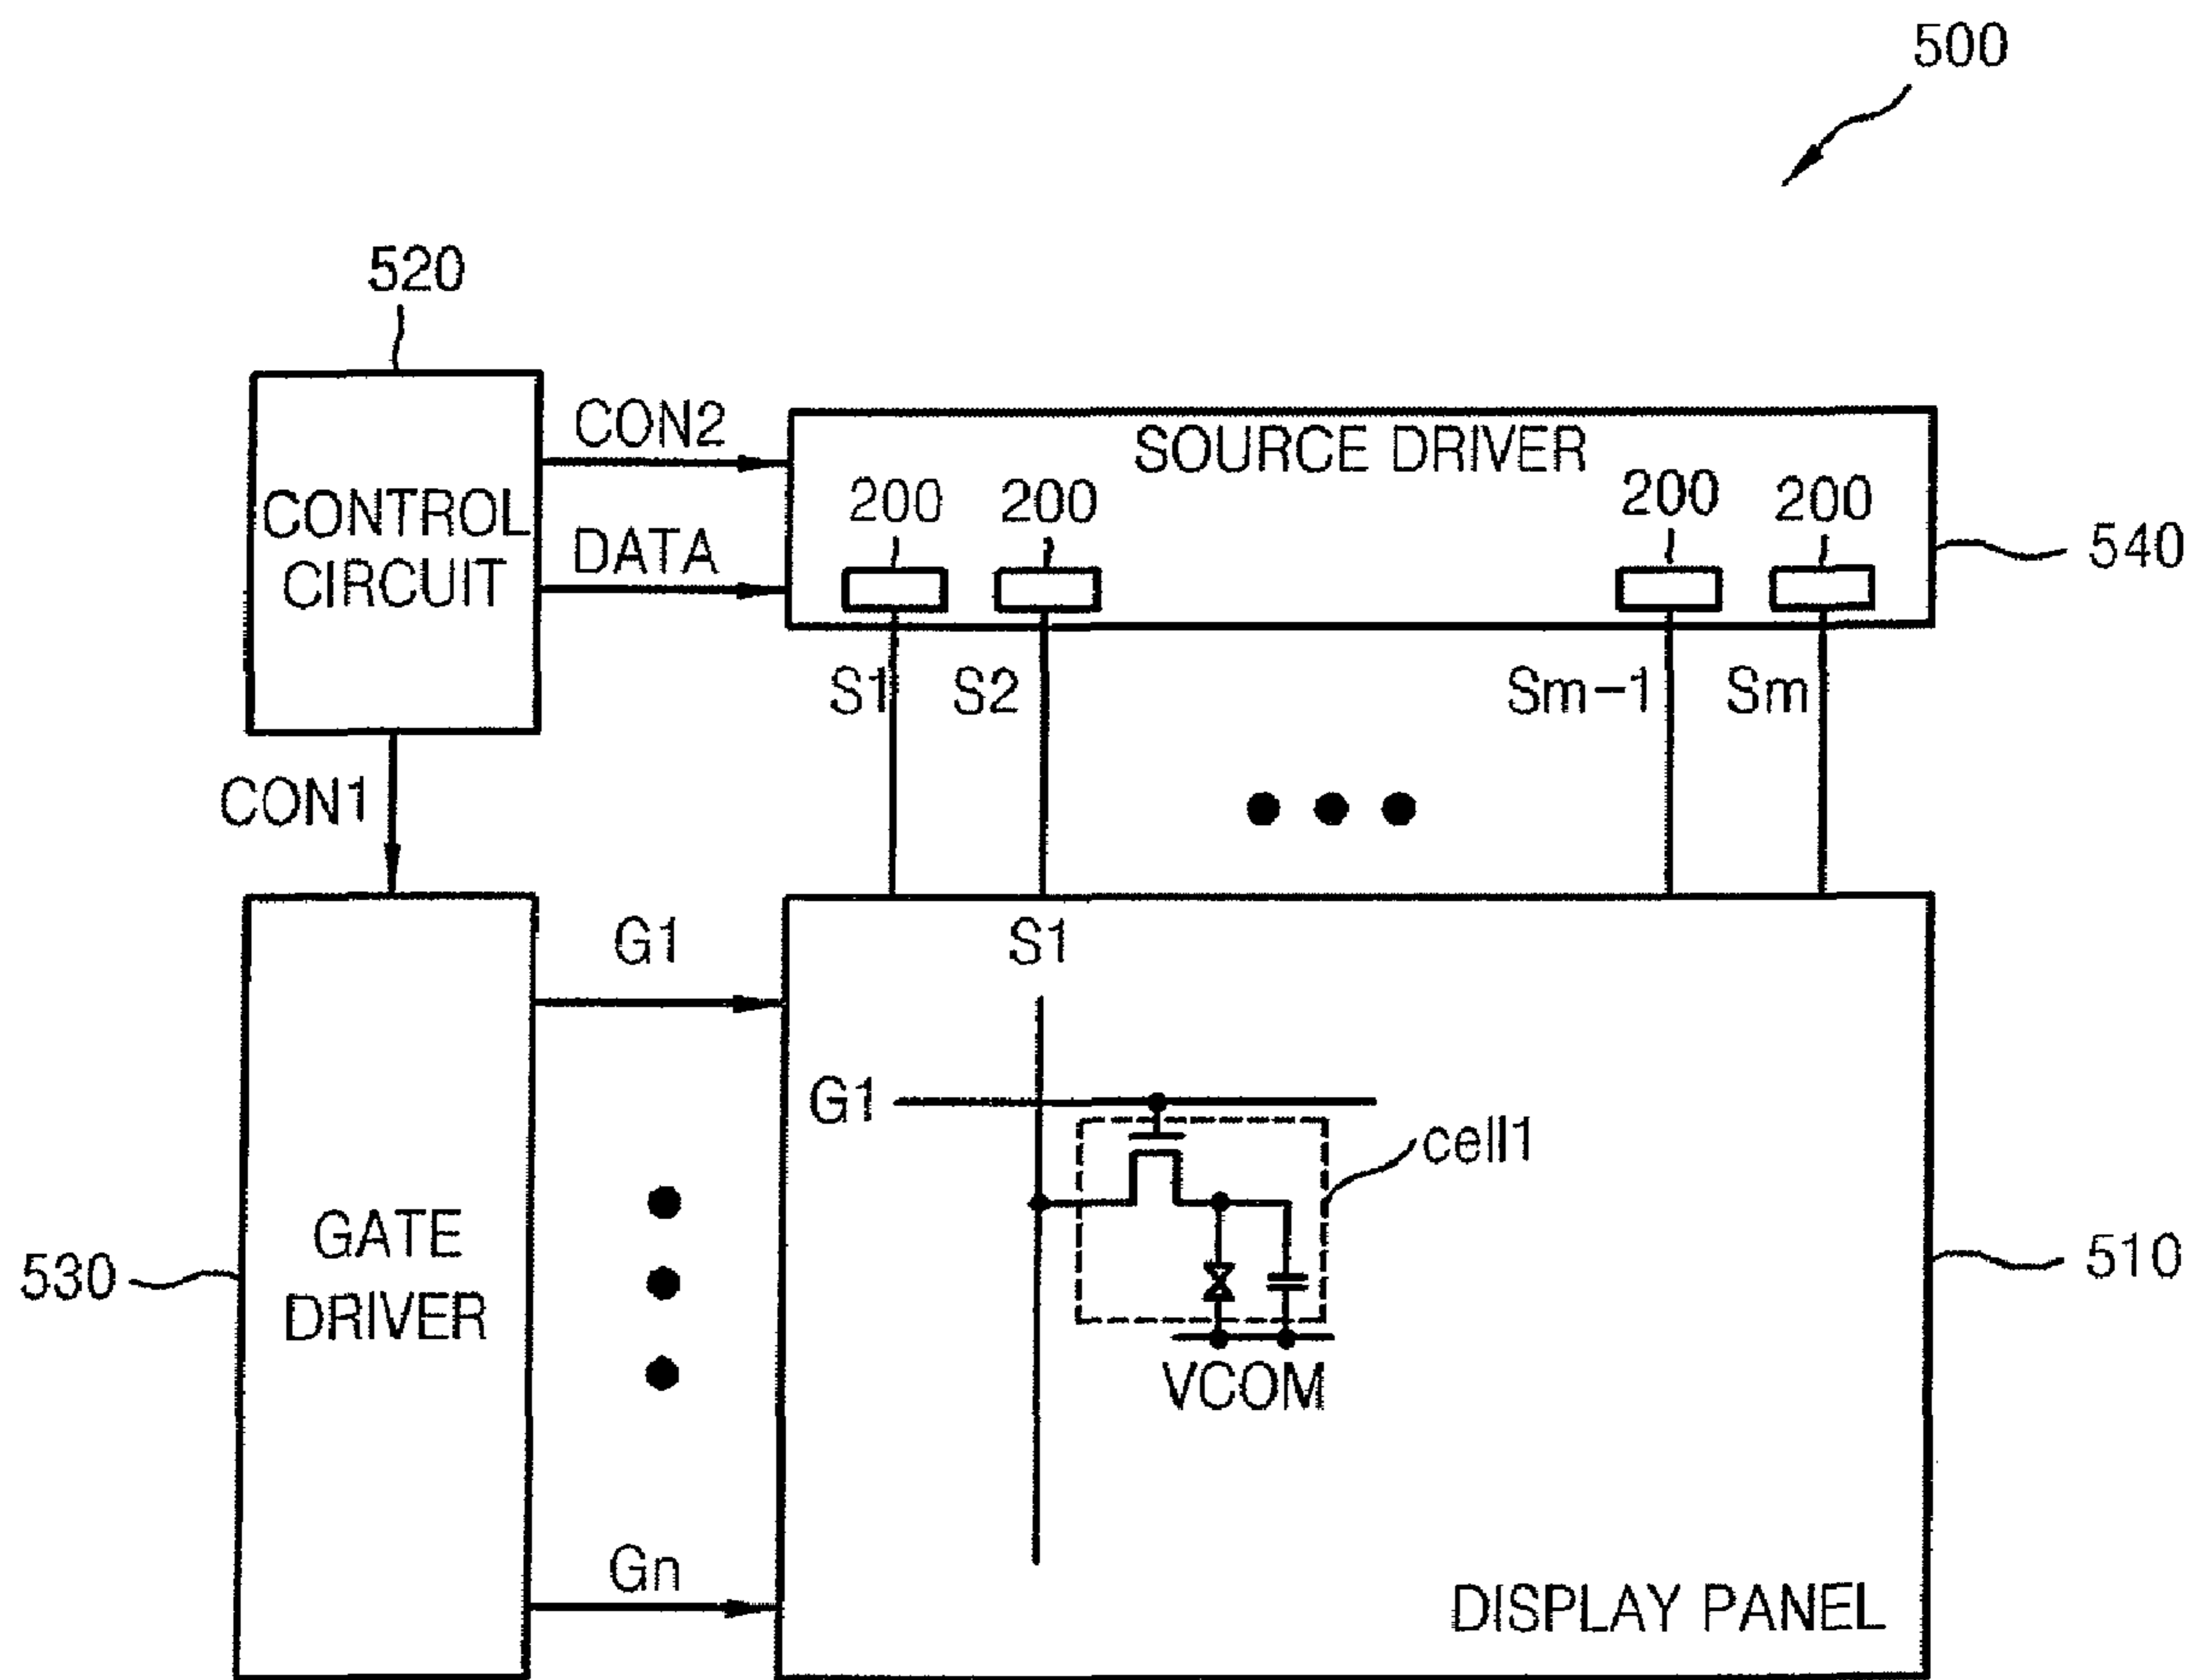 500
520
CONTROL
CIRCUIT
CON2
DATA
SOURCE DRIVER
200 200 200 200
540
S1 S2 Sm-1 Sm
CON1
G1
S1
G1
cell1
GATE
DRIVER
530
510
VCOM
Gn
DISPLAY PANEL